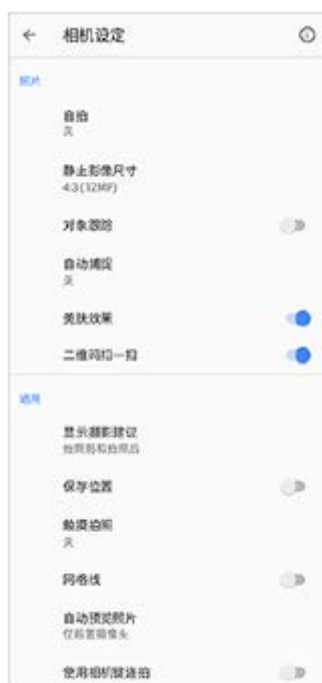 相机设定
照片
自拍
关
静止影像尺寸
4:3(12MP)
对象跟踪
自动捕捉
关
美肤效果
二维码扫一扫
通用
显示摄影建议
拍照前和拍照后
保存位置
触摸拍照
关
网格线
自动预览照片
仅前置摄像头
使用相机键连拍